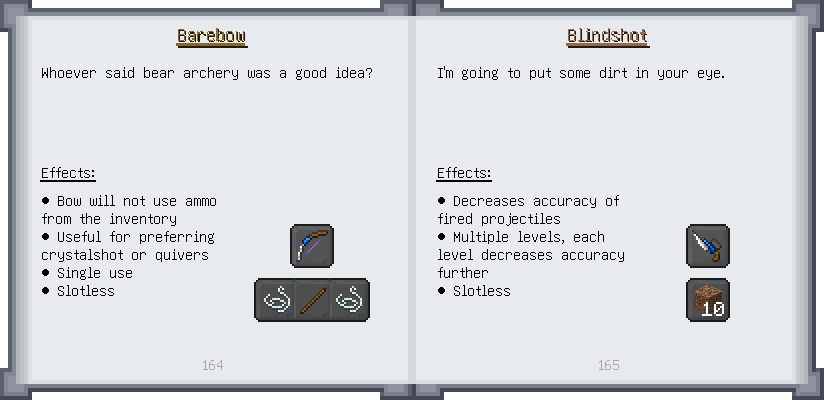 Barebow
Whoever said bear archery was a good idea?
Effects:
• Bow will not use ammo
from the inventory
• Useful for preferring
crystalshot or quivers
• Single use
• Slotless
164
Blindshot
I'm going to put some dirt in your eye.
Effects:
• Decreases accuracy of
fired projectiles
• Multiple levels, each
level decreases accuracy
further
• Slotless
10
165